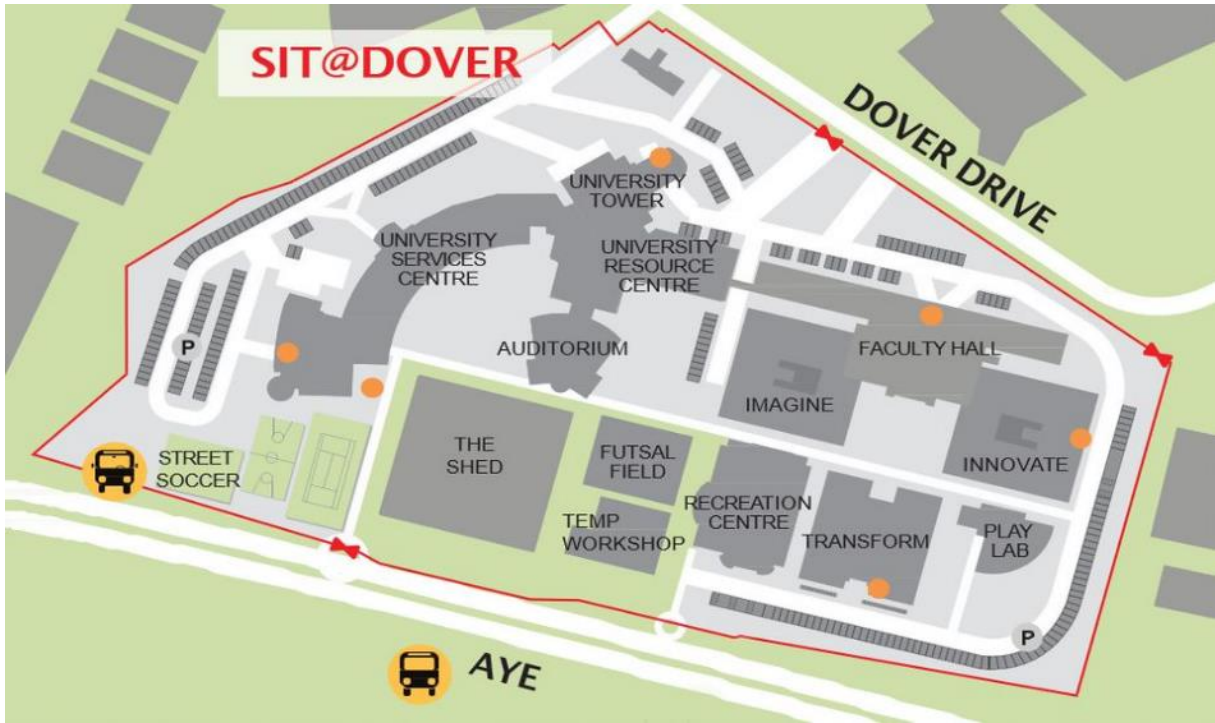 SIT@DOVER
DOVER DRIVE
UNIVERSITY
TOWER
UNIVERSITY
SERVICES
CENTRE
UNIVERSITY
RESOURCE
CENTRE
P
AUDITORIUM
FACULTY HALL
IMAGINE
THE
SHED
FUTSAL
FIELD
INNOVATE
STREET
SOCCER
RECREATION
CENTRE
TEMP
WORKSHOP
TRANSFORM
PLAY
LAB
P
AYE